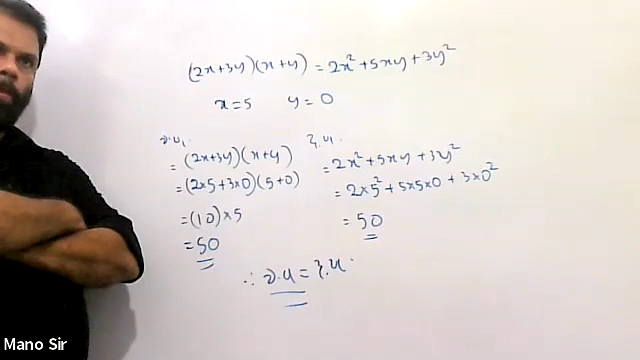 (2x+3y)(x+y) = 2x²+5xy+3y²
x=5 y=0
=(2x+3y)(x+y)
=(2×5+3×0)(5+0)
=(10)×5
=50
=2x²+5xy+3y²
=2×5²+5×5×0+3×0²
=50
Mano Sir